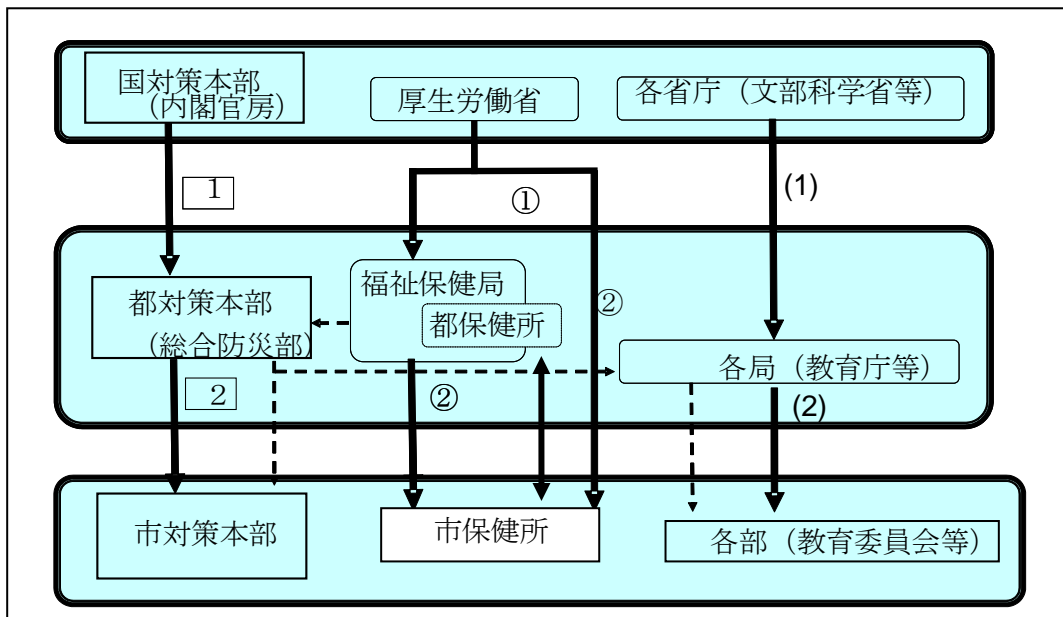 国対策本部
(内閣官房)
厚生労働省
各省庁（文部科学省等）
1
①
(1)
福祉保健局
都保健所
②
都対策本部
(総合防災部)
各局（教育庁等）
2
②
(2)
市対策本部
市保健所
各部（教育委員会等）